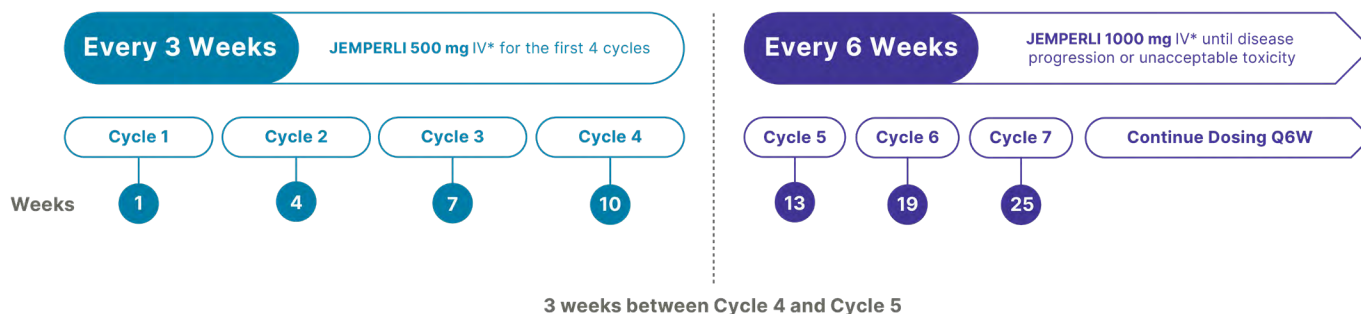 Every 3 Weeks
JEMPERLI 500 mg IV* for the first 4 cycles
Every 6 Weeks
JEMPERLI 1000 mg IV* until disease
progression or unacceptable toxicity
Cycle 1
Cycle 2
Cycle 3
Cycle 4
Cycle 5
Cycle 6
Cycle 7
Continue Dosing Q6W
Weeks
1
4
7
10
13
19
25
3 weeks between Cycle 4 and Cycle 5